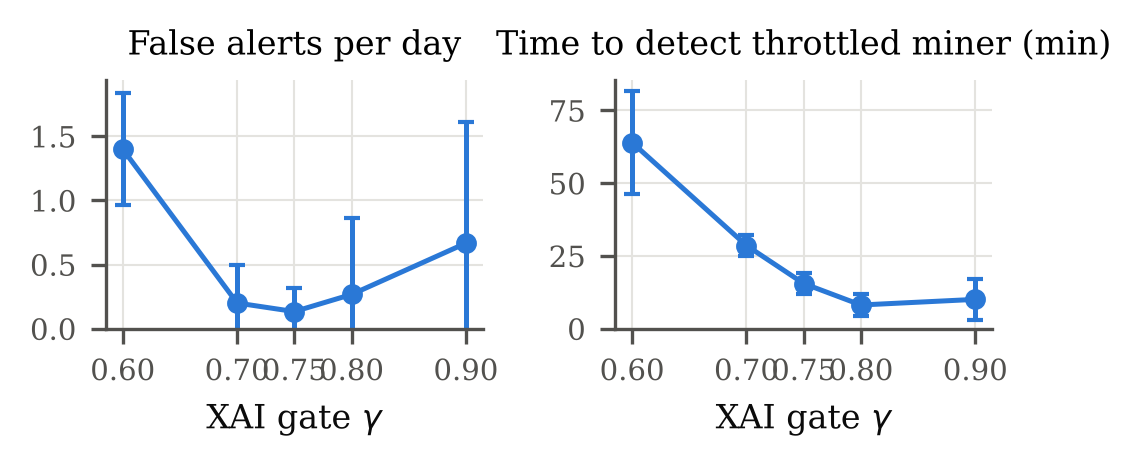 False alerts per day
1.5
1.0
0.5
0.0
0.60 0.70 0.75 0.80 0.90
XAI gate γ
Time to detect throttled miner (min)
75
50
25
0
0.60 0.70 0.75 0.80 0.90
XAI gate γ